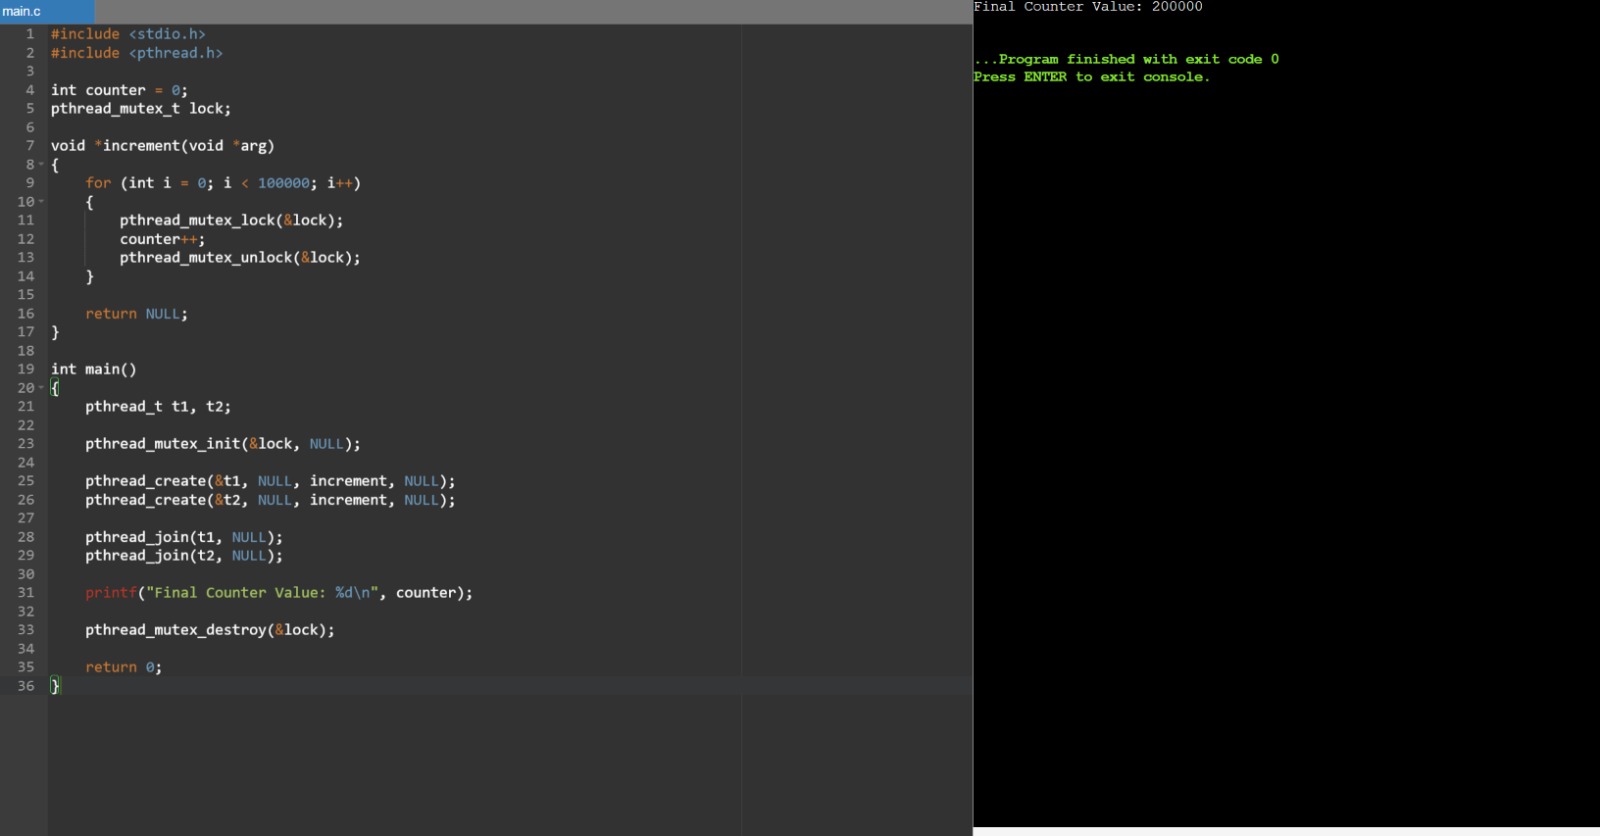 main.c
1 #include <stdio.h>
2 #include <pthread.h>
3
4 int counter = 0;
5 pthread_mutex_t lock;
6
7 void *increment(void *arg)
8 {
9     for (int i = 0; i < 100000; i++)
10     {
11         pthread_mutex_lock(&lock);
12         counter++;
13         pthread_mutex_unlock(&lock);
14     }
15
16     return NULL;
17 }
18
19 int main()
20 {
21     pthread_t t1, t2;
22
23     pthread_mutex_init(&lock, NULL);
24
25     pthread_create(&t1, NULL, increment, NULL);
26     pthread_create(&t2, NULL, increment, NULL);
27
28     pthread_join(t1, NULL);
29     pthread_join(t2, NULL);
30
31     printf("Final Counter Value: %d\n", counter);
32
33     pthread_mutex_destroy(&lock);
34
35     return 0;
36 }
Final Counter Value: 200000
...Program finished with exit code 0
Press ENTER to exit console.